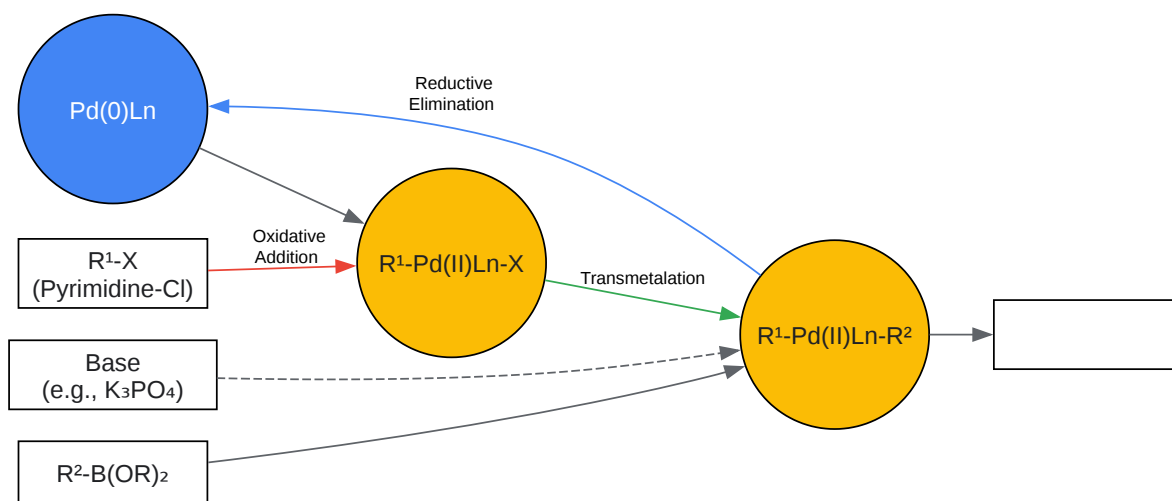 Reductive
Elimination
Pd(0)Ln
Oxidative
Addition
R¹-X
(Pyrimidine-Cl)
R¹-Pd(II)Ln-X
Transmetalation
R¹-Pd(II)Ln-R²
Base
(e.g., K₃PO₄)
R²-B(OR)₂